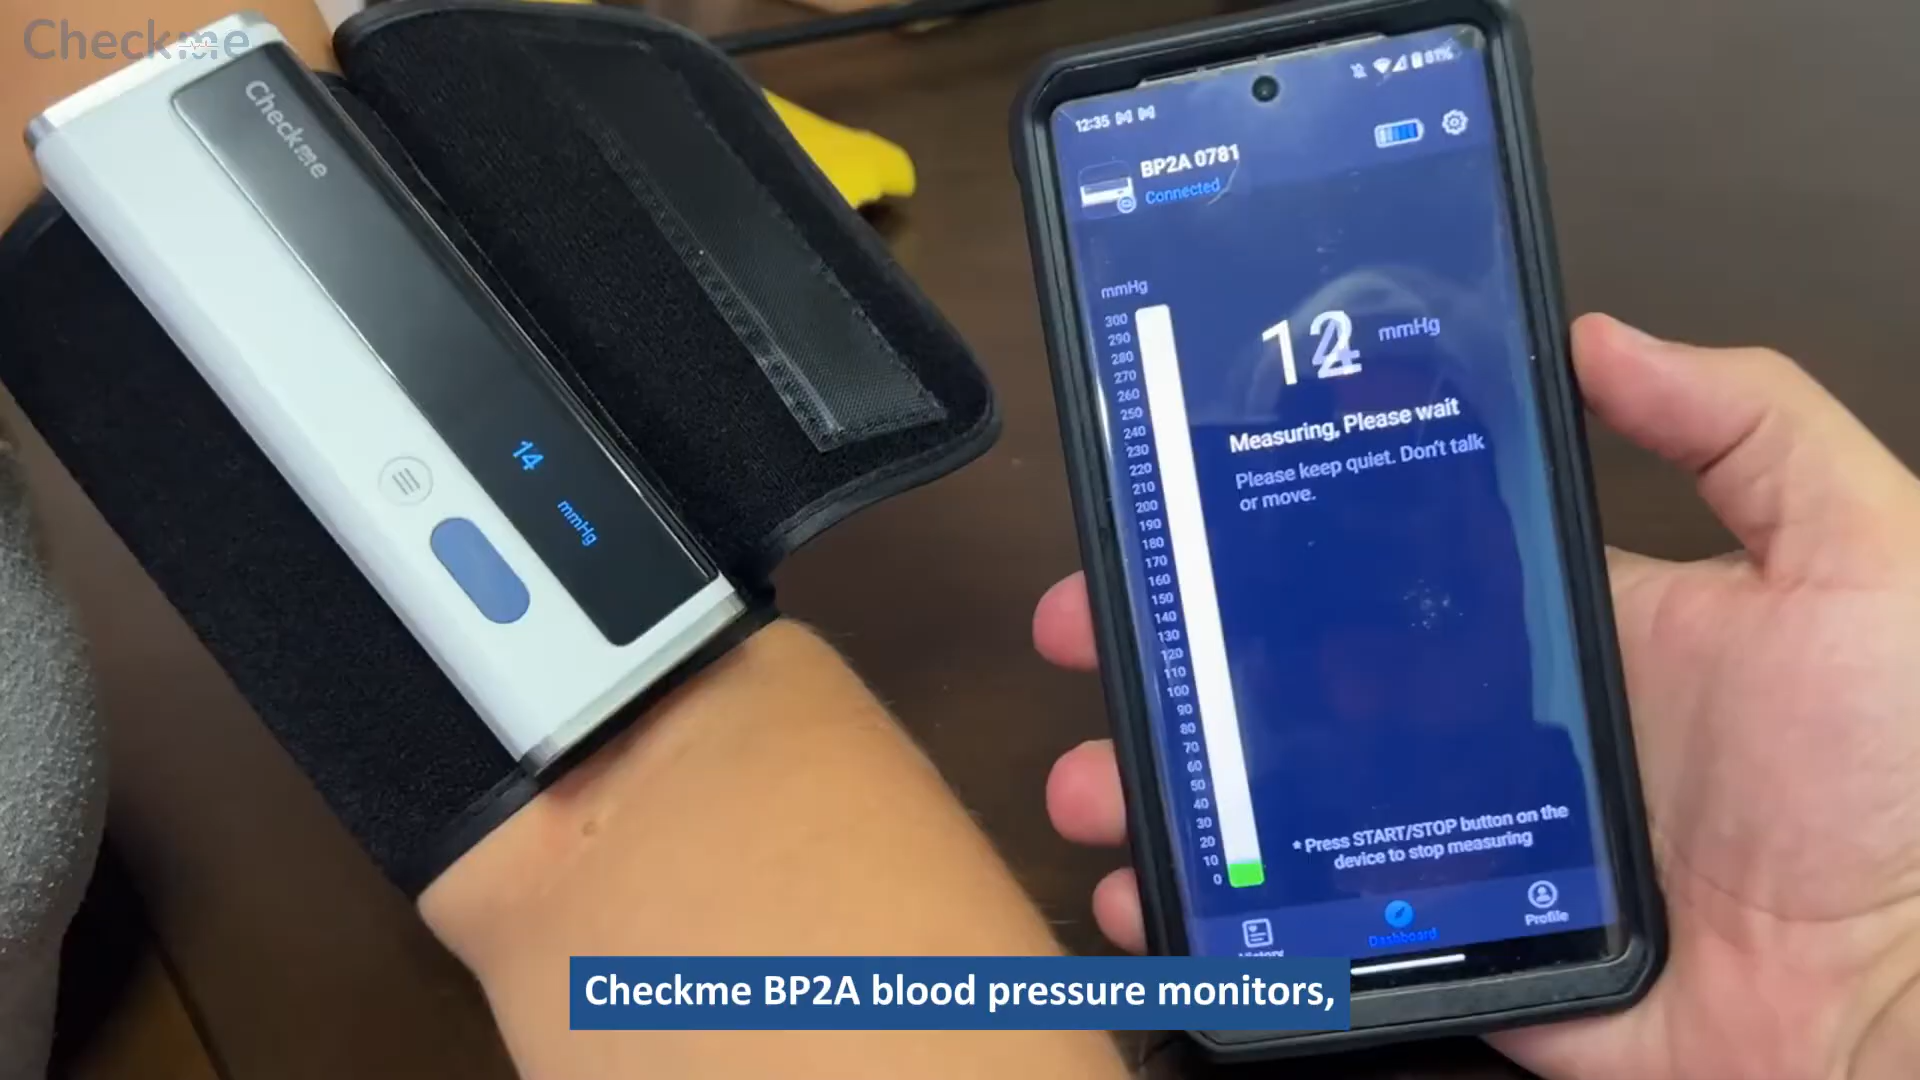 Checkme
Checkme
14
mmHg
12:35
81%
BP2A 0781
Connected
mmHg
300
290
280
270
260
250
240
230
220
210
200
190
180
170
160
150
140
130
120
110
100
90
80
70
60
50
40
30
20
10
0
mmHg
Measuring, Please wait
Please keep quiet. Don't talk
or move.
* Press START/STOP button on the
device to stop measuring
History
Dashboard
Profile
Checkme BP2A blood pressure monitors,